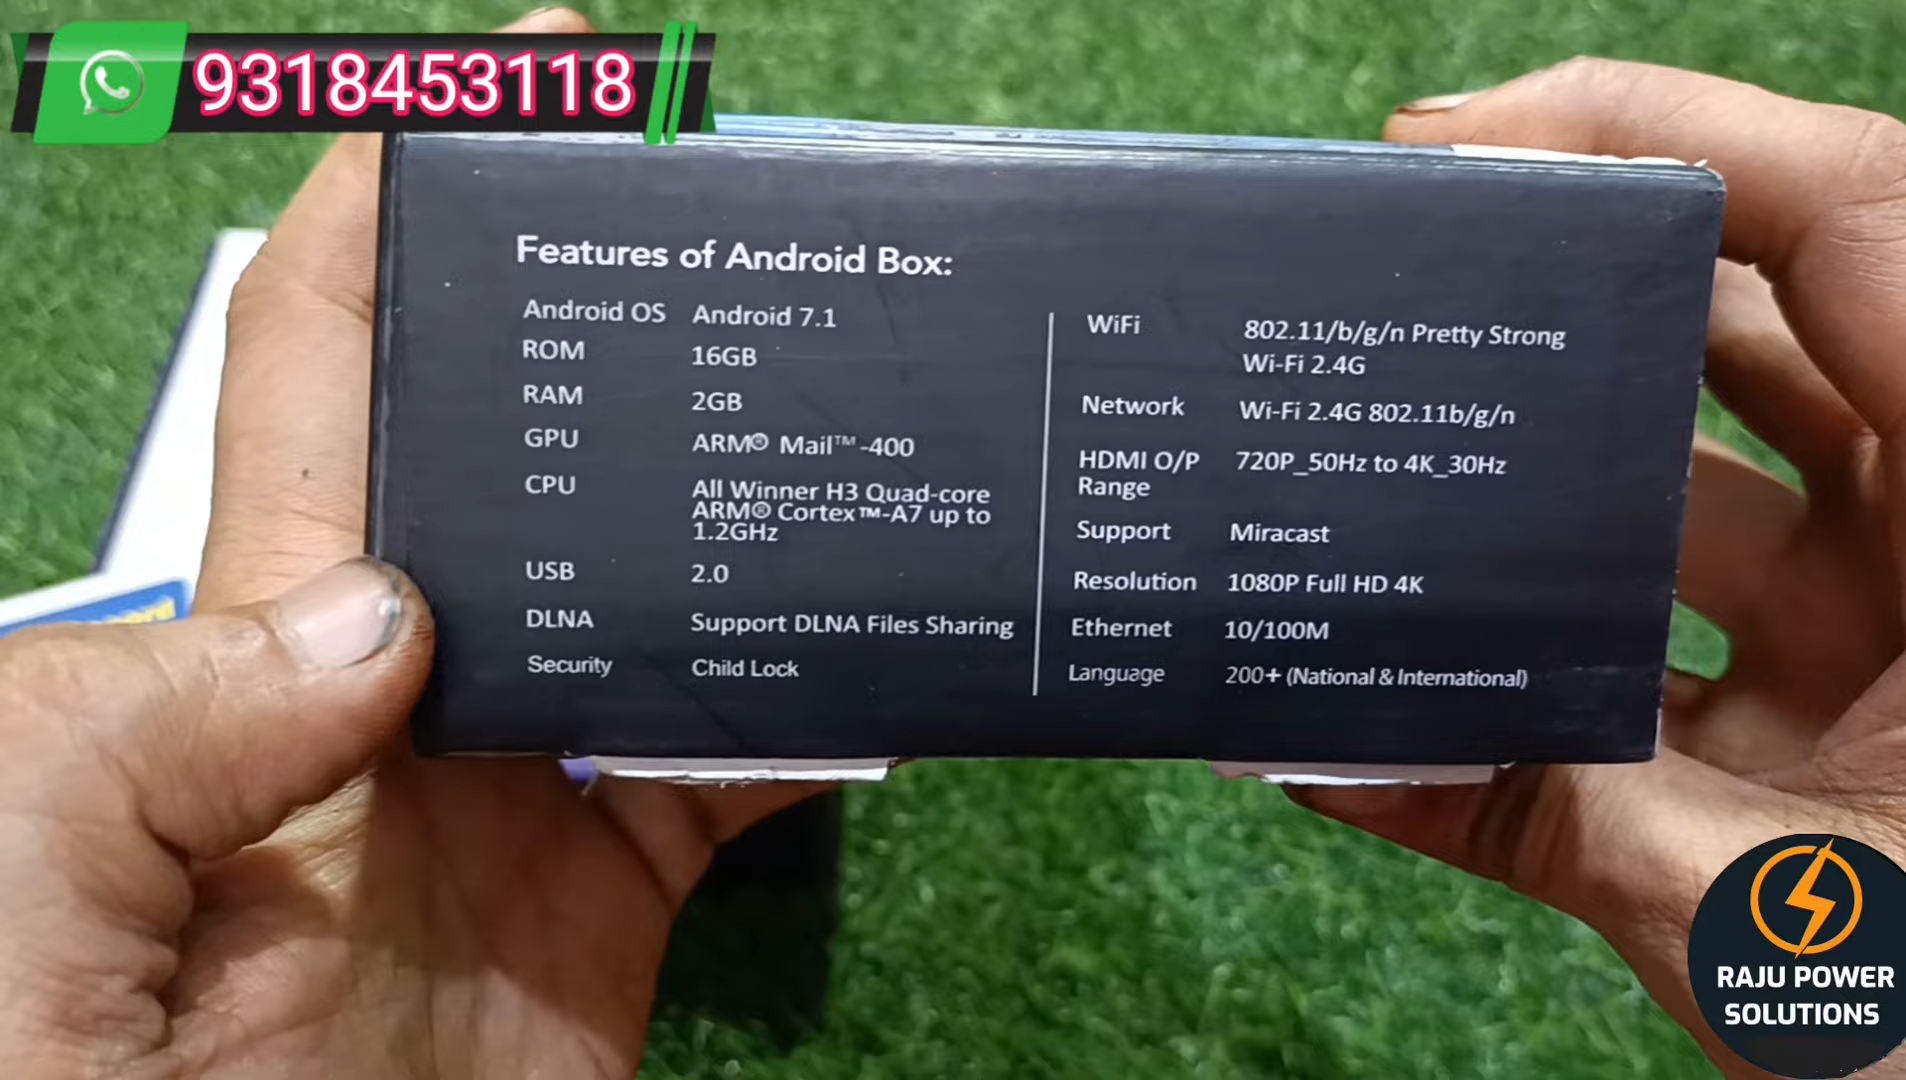 9318453118
Features of Android Box:
Android OS Android 7.1
ROM 16GB
RAM 2GB
GPU ARM® Mail™-400
CPU All Winner H3 Quad-core
ARM® Cortex™-A7 up to
1.2GHz
USB 2.0
DLNA Support DLNA Files Sharing
Security Child Lock
WiFi 802.11/b/g/n Pretty Strong
Wi-Fi 2.4G
Network Wi-Fi 2.4G 802.11b/g/n
HDMI O/P 720P_50Hz to 4K_30Hz
Range
Support Miracast
Resolution 1080P Full HD 4K
Ethernet 10/100M
Language 200+ (National & International)
RAJU POWER
SOLUTIONS